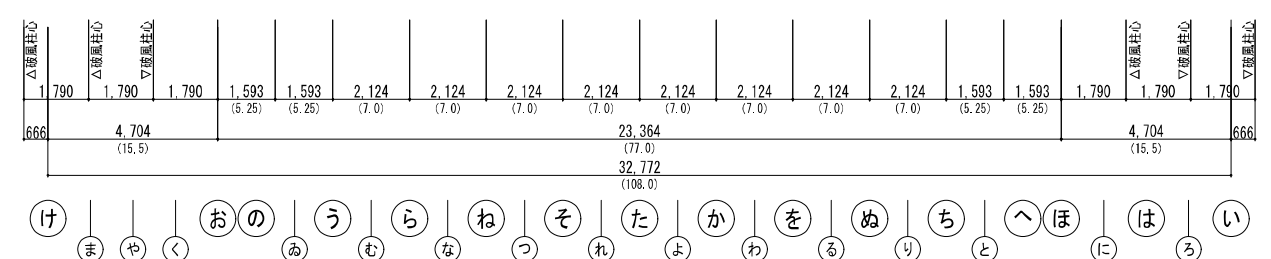 △破風柱心 △破風柱心 ▽破風柱心 △破風柱心 ▽破風柱心 ▽破風柱心
1,790 1,790 1,790 1,593 1,593 2,124 2,124 2,124 2,124 2,124 2,124 2,124 2,124 1,593 1,593 1,790 1,790 1,790
(5.25) (5.25) (7.0) (7.0) (7.0) (7.0) (7.0) (7.0) (7.0) (7.0) (5.25) (5.25)
666 4,704 23,364 4,704 666
(15.5) (77.0) (15.5)
32,772
(108.0)
け お の う ら ね そ た か を ぬ ち へ ほ は い
ま や く ゐ む な つ れ よ わ る り と に ろ